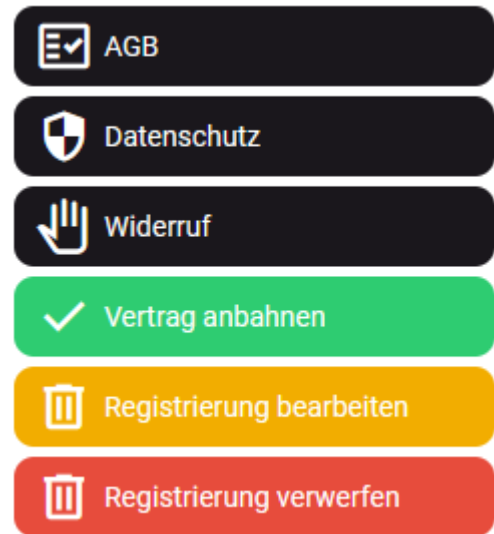 AGB
Datenschutz
Widerruf
Vertrag anbahnen
Registrierung bearbeiten
Registrierung verwerfen